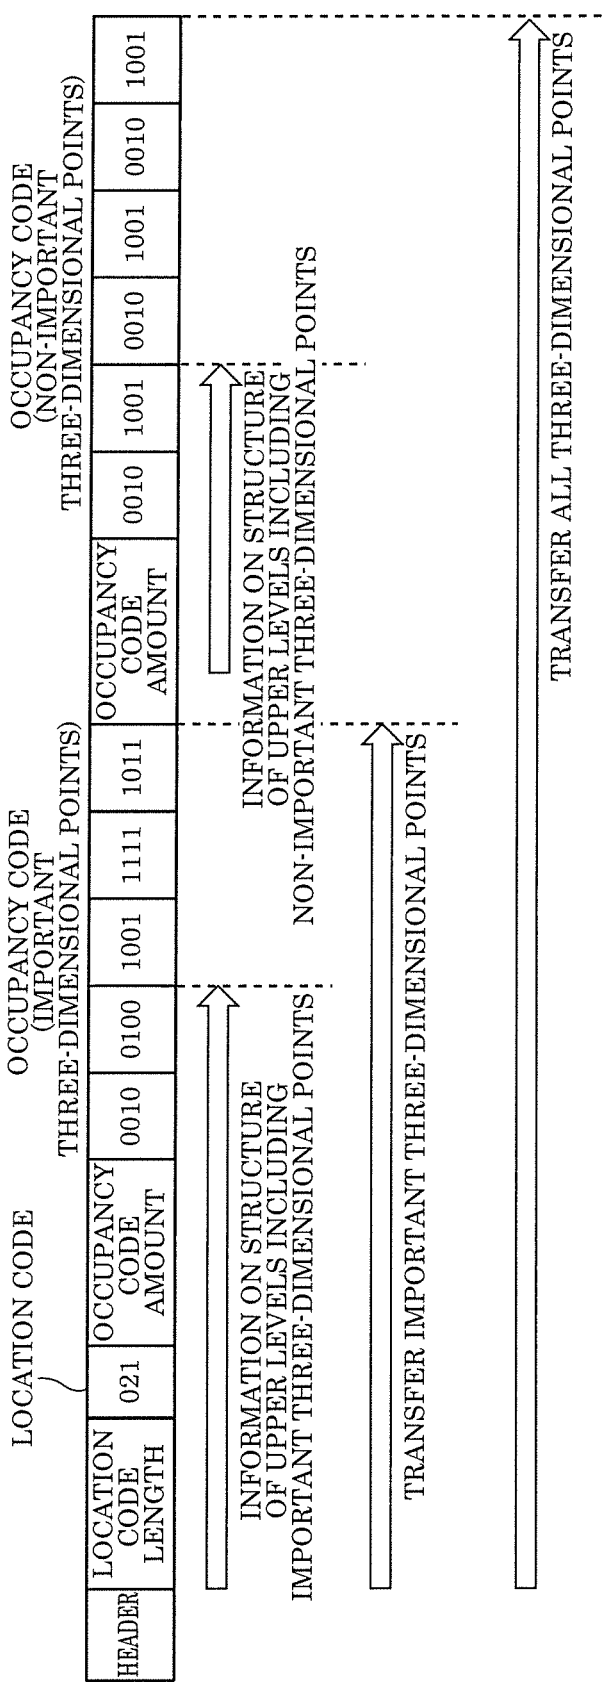 LOCATION CODE
OCCUPANCY CODE
(IMPORTANT
THREE-DIMENSIONAL POINTS)
OCCUPANCY CODE
(NON-IMPORTANT
THREE-DIMENSIONAL POINTS)
HEADER
LOCATION
CODE
LENGTH
021
OCCUPANCY
CODE
AMOUNT
0010
0100
1001
1111
1011
OCCUPANCY
CODE
AMOUNT
0010
1001
0010
1001
0010
1001
INFORMATION ON STRUCTURE
OF UPPER LEVELS INCLUDING
IMPORTANT THREE-DIMENSIONAL POINTS
INFORMATION ON STRUCTURE
OF UPPER LEVELS INCLUDING
NON-IMPORTANT THREE-DIMENSIONAL POINTS
TRANSFER IMPORTANT THREE-DIMENSIONAL POINTS
TRANSFER ALL THREE-DIMENSIONAL POINTS